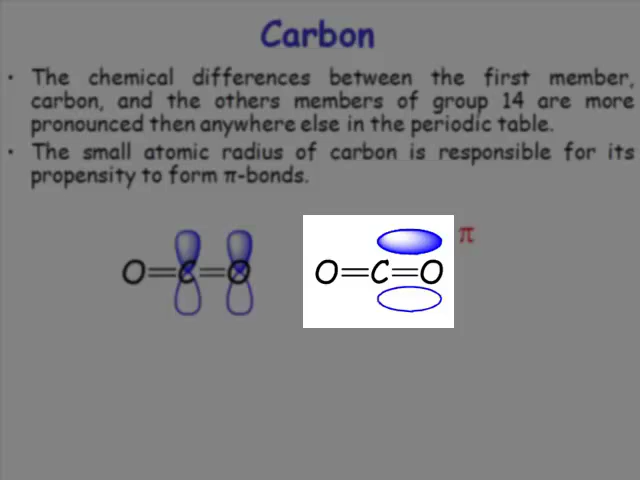 Carbon
• The chemical differences between the first member,
carbon, and the others members of group 14 are more
pronounced then anywhere else in the periodic table.
• The small atomic radius of carbon is responsible for its
propensity to form π-bonds.
O=C=O
O=C=O
π